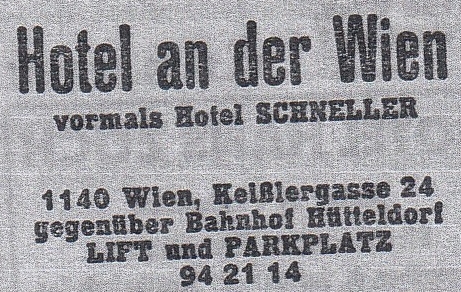 Hotel an der Wien
vormals Hotel SCHNELLER
1140 Wien, Keißlergasse 24
gegenüber Bahnhof Hütteldorf
LIFT und PARKPLATZ
94 21 14